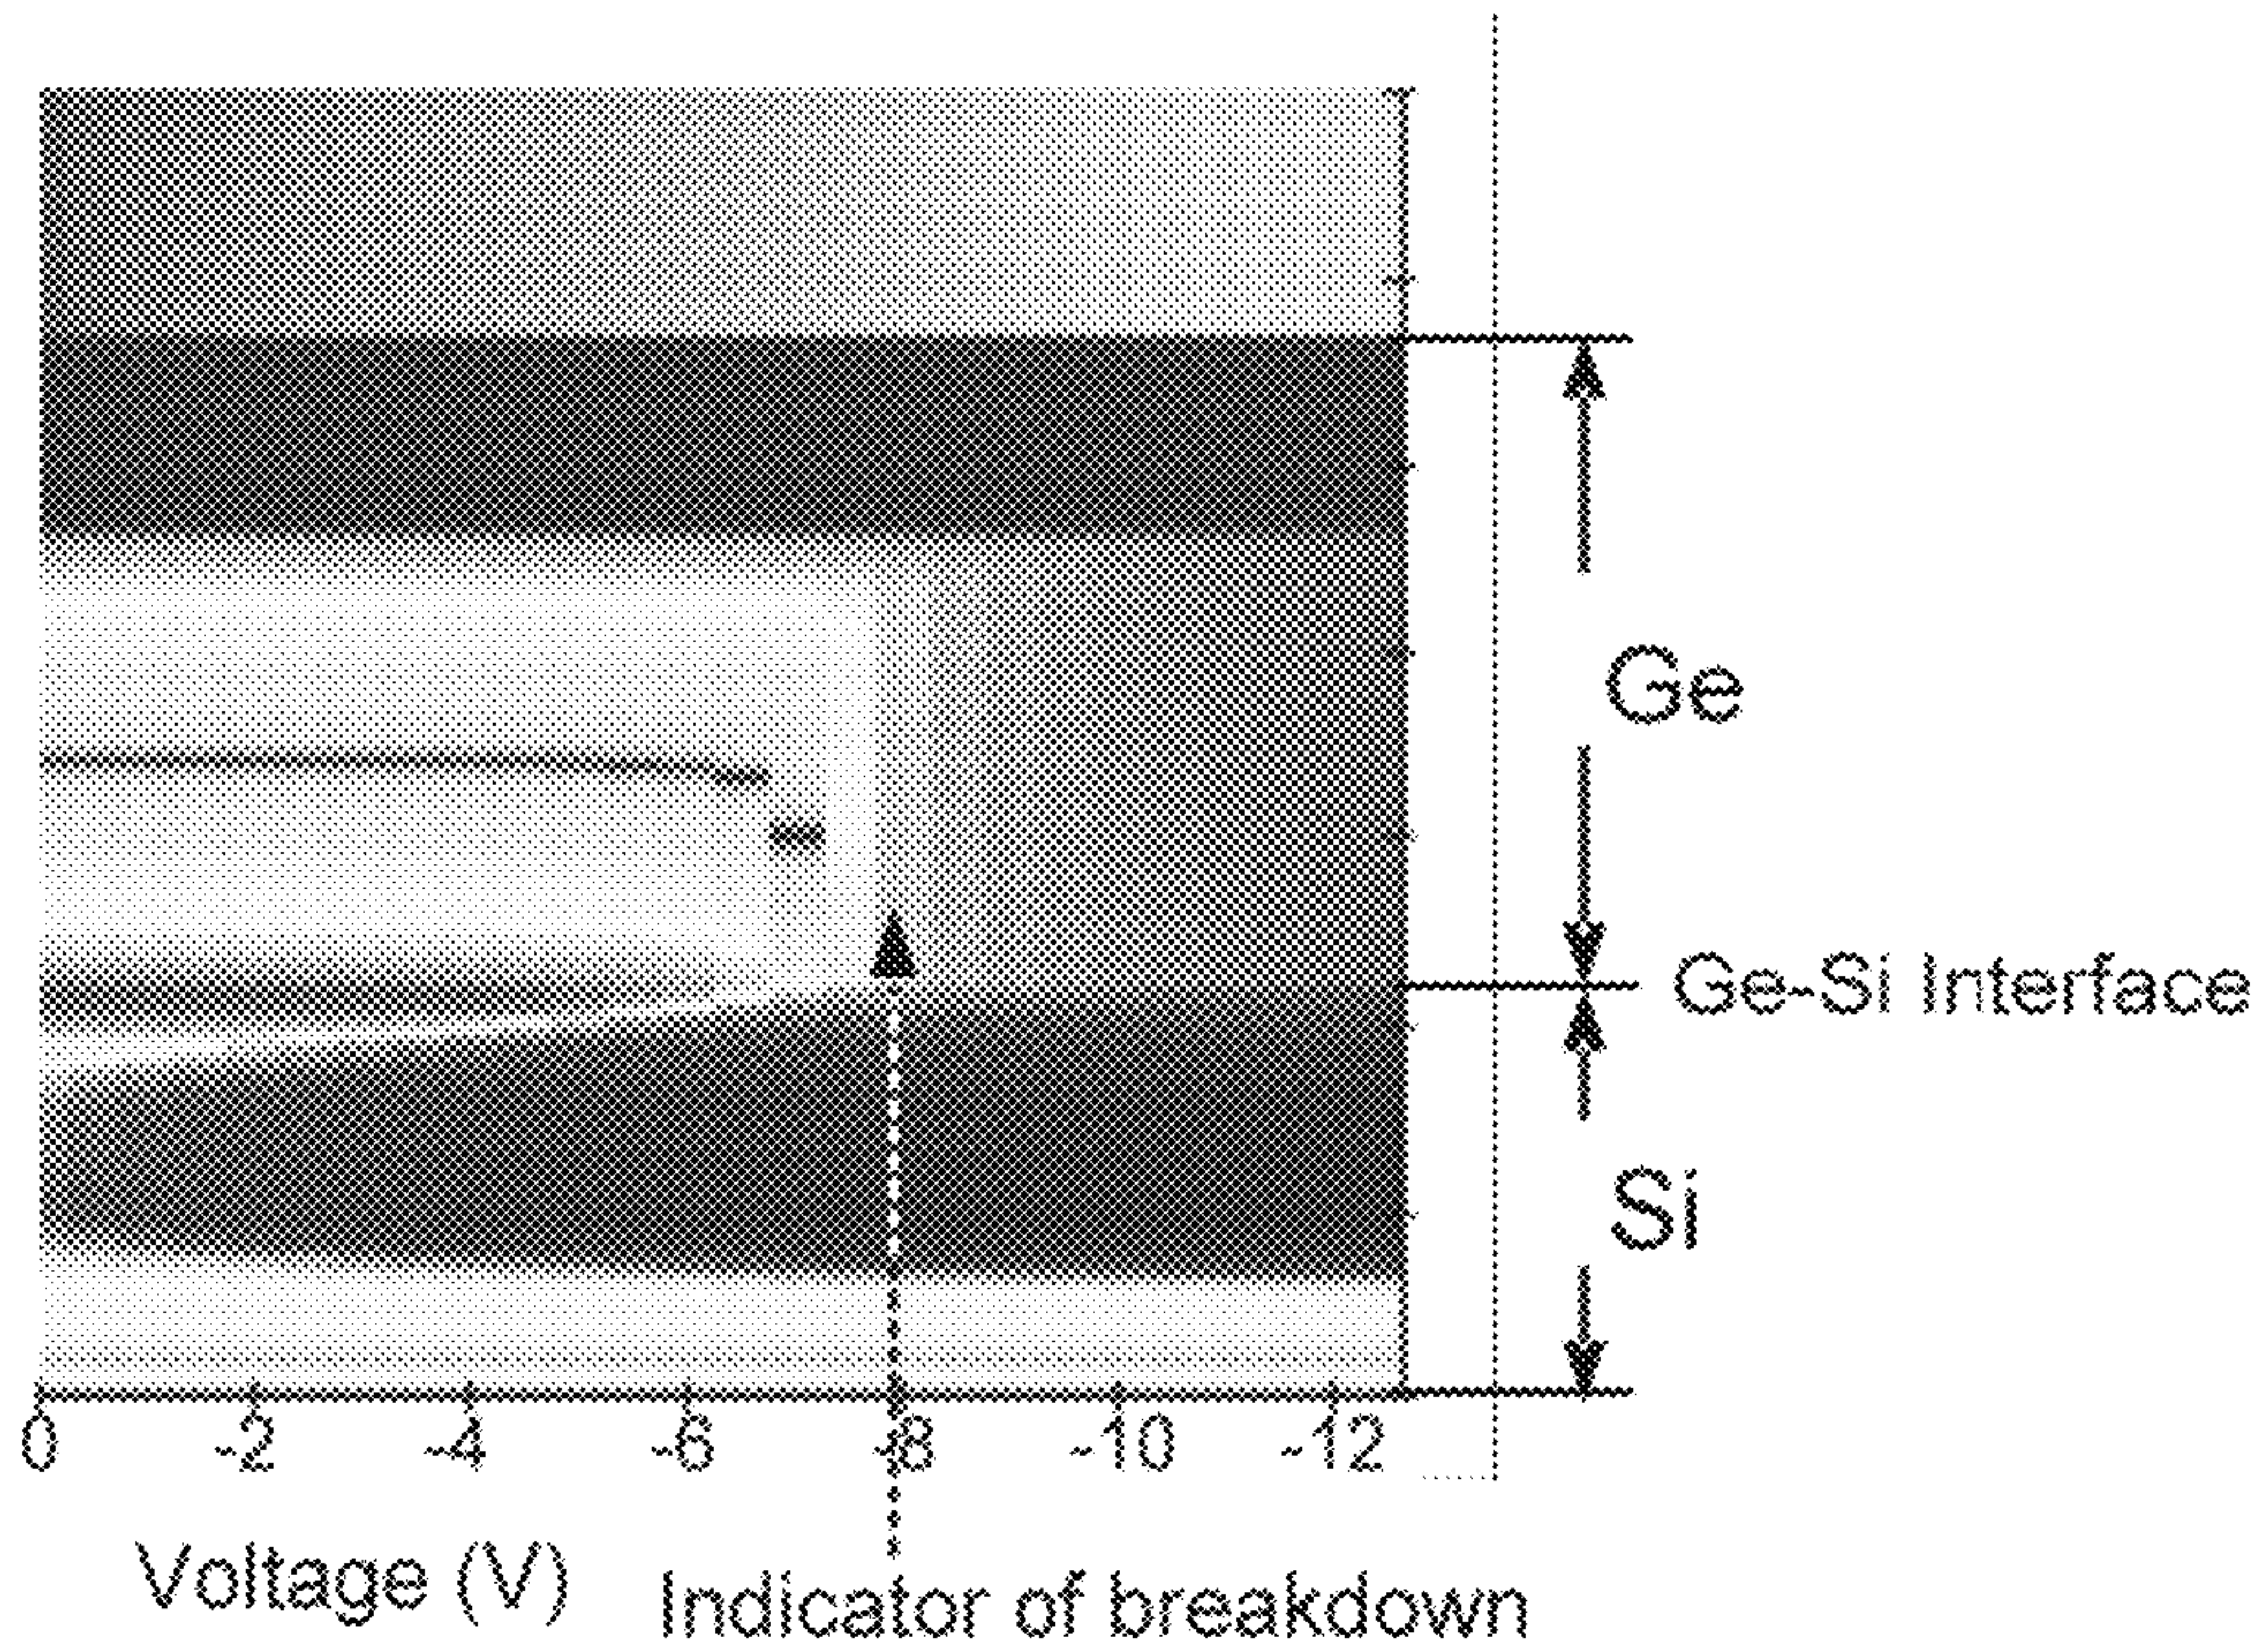 Ge
Ge-Si Interface
Si
0 -2 -4 -6 -8 -10 -12
Voltage (V)
Indicator of breakdown